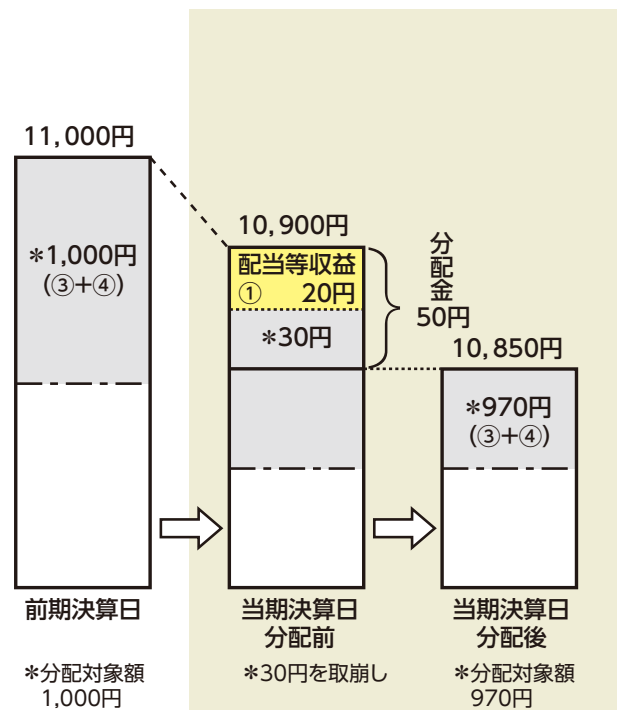 11,000円
*1,000円
(③+④)
前期決算日
*分配対象額
1,000円
10,900円
配当等収益
① 20円
*30円
分配金
50円
当期決算日
分配前
*30円を取崩し
10,850円
*970円
(③+④)
当期決算日
分配後
*分配対象額
970円